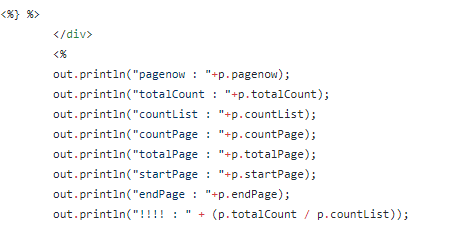 <%} %>
</div>
<%
out.println("pagenow : "+p.pagenow);
out.println("totalCount : "+p.totalCount);
out.println("countList : "+p.countList);
out.println("countPage : "+p.countPage);
out.println("totalPage : "+p.totalPage);
out.println("startPage : "+p.startPage);
out.println("endPage : "+p.endPage);
out.println("!!!! : " + (p.totalCount / p.countList));